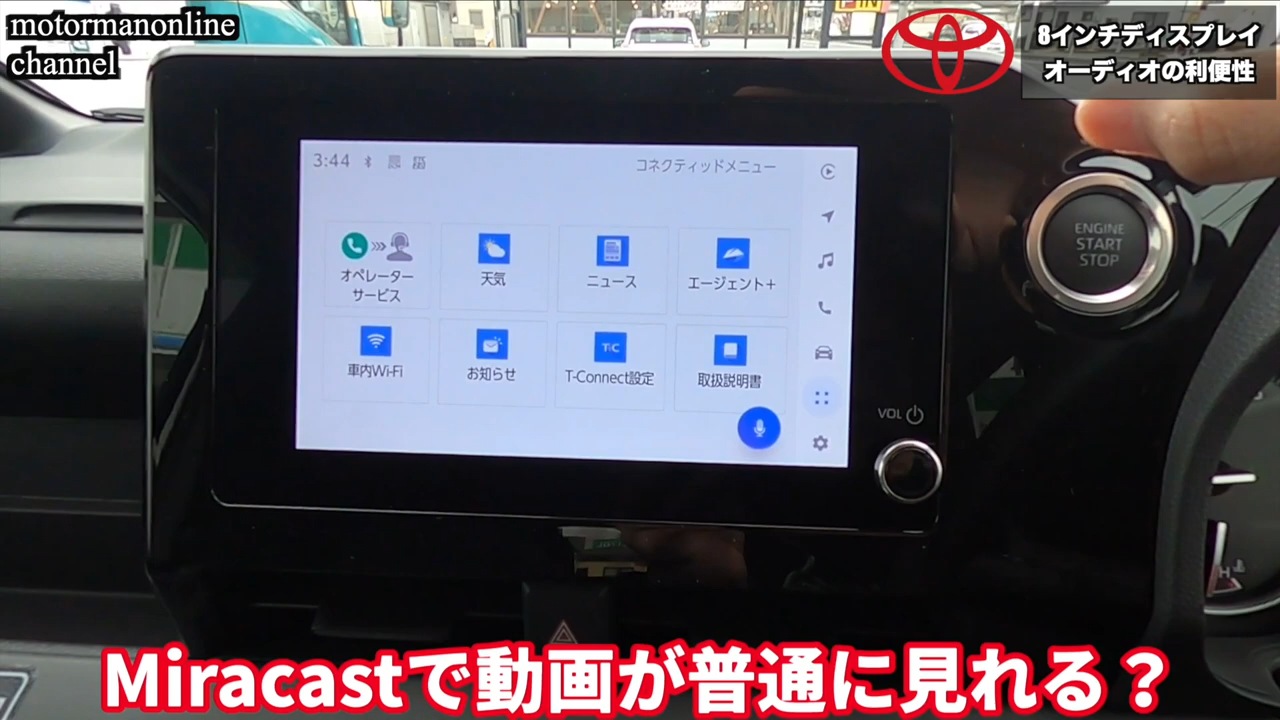 motormanonline
channel
8インチディスプレイ
オーディオの利便性
P IN
3:44
コネクティッドメニュー
オペレーター
サービス
天気
ニュース
エージェント＋
車内Wi-Fi
お知らせ
TiC
T-Connect設定
取扱説明書
ENGINE
START
STOP
VOL
H
Miracastで動画が普通に見れる？